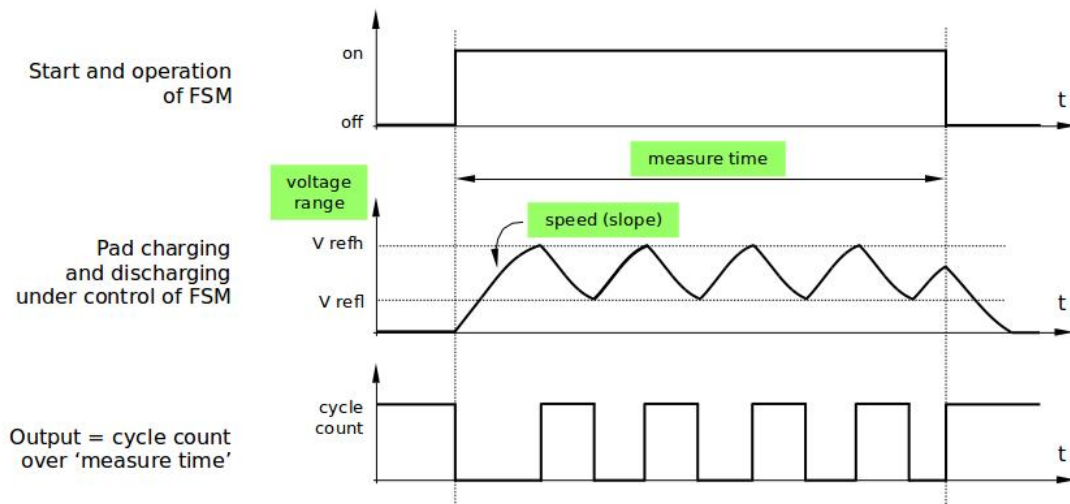 on
Start and operation
of FSM
off
t
measure time
voltage
range
speed (slope)
V refh
Pad charging
and discharging
under control of FSM
V refl
t
cycle
count
Output = cycle count
over ‘measure time’
t